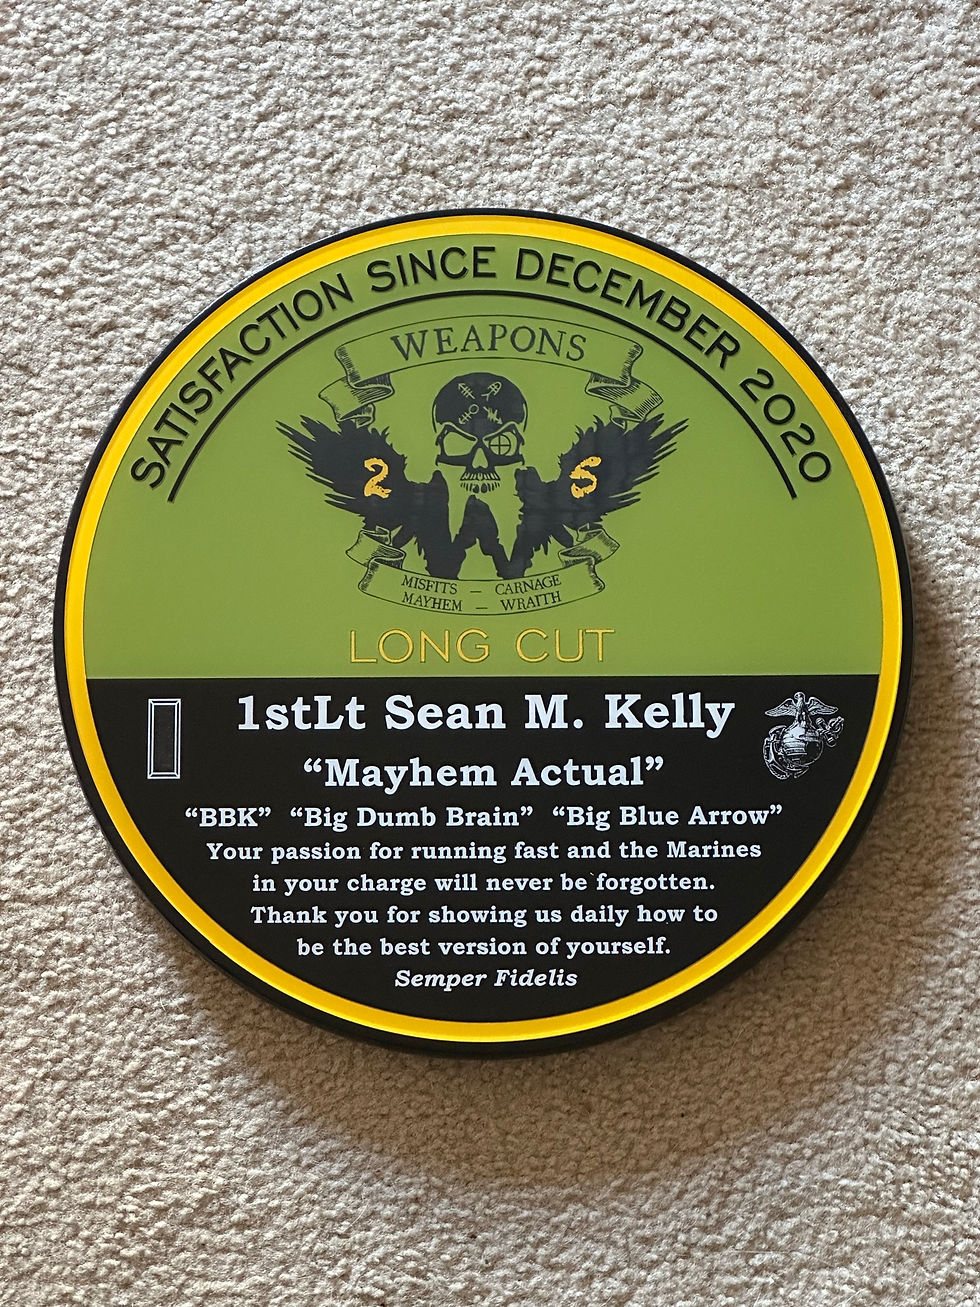 SATISFACTION SINCE DECEMBER 2020
WEAPONS
2 5
MISFITS — CARNAGE
MAYHEM — WRAITH
LONG CUT
1stLt Sean M. Kelly
“Mayhem Actual”
“BBK” “Big Dumb Brain” “Big Blue Arrow”
Your passion for running fast and the Marines
in your charge will never be forgotten.
Thank you for showing us daily how to
be the best version of yourself.
Semper Fidelis